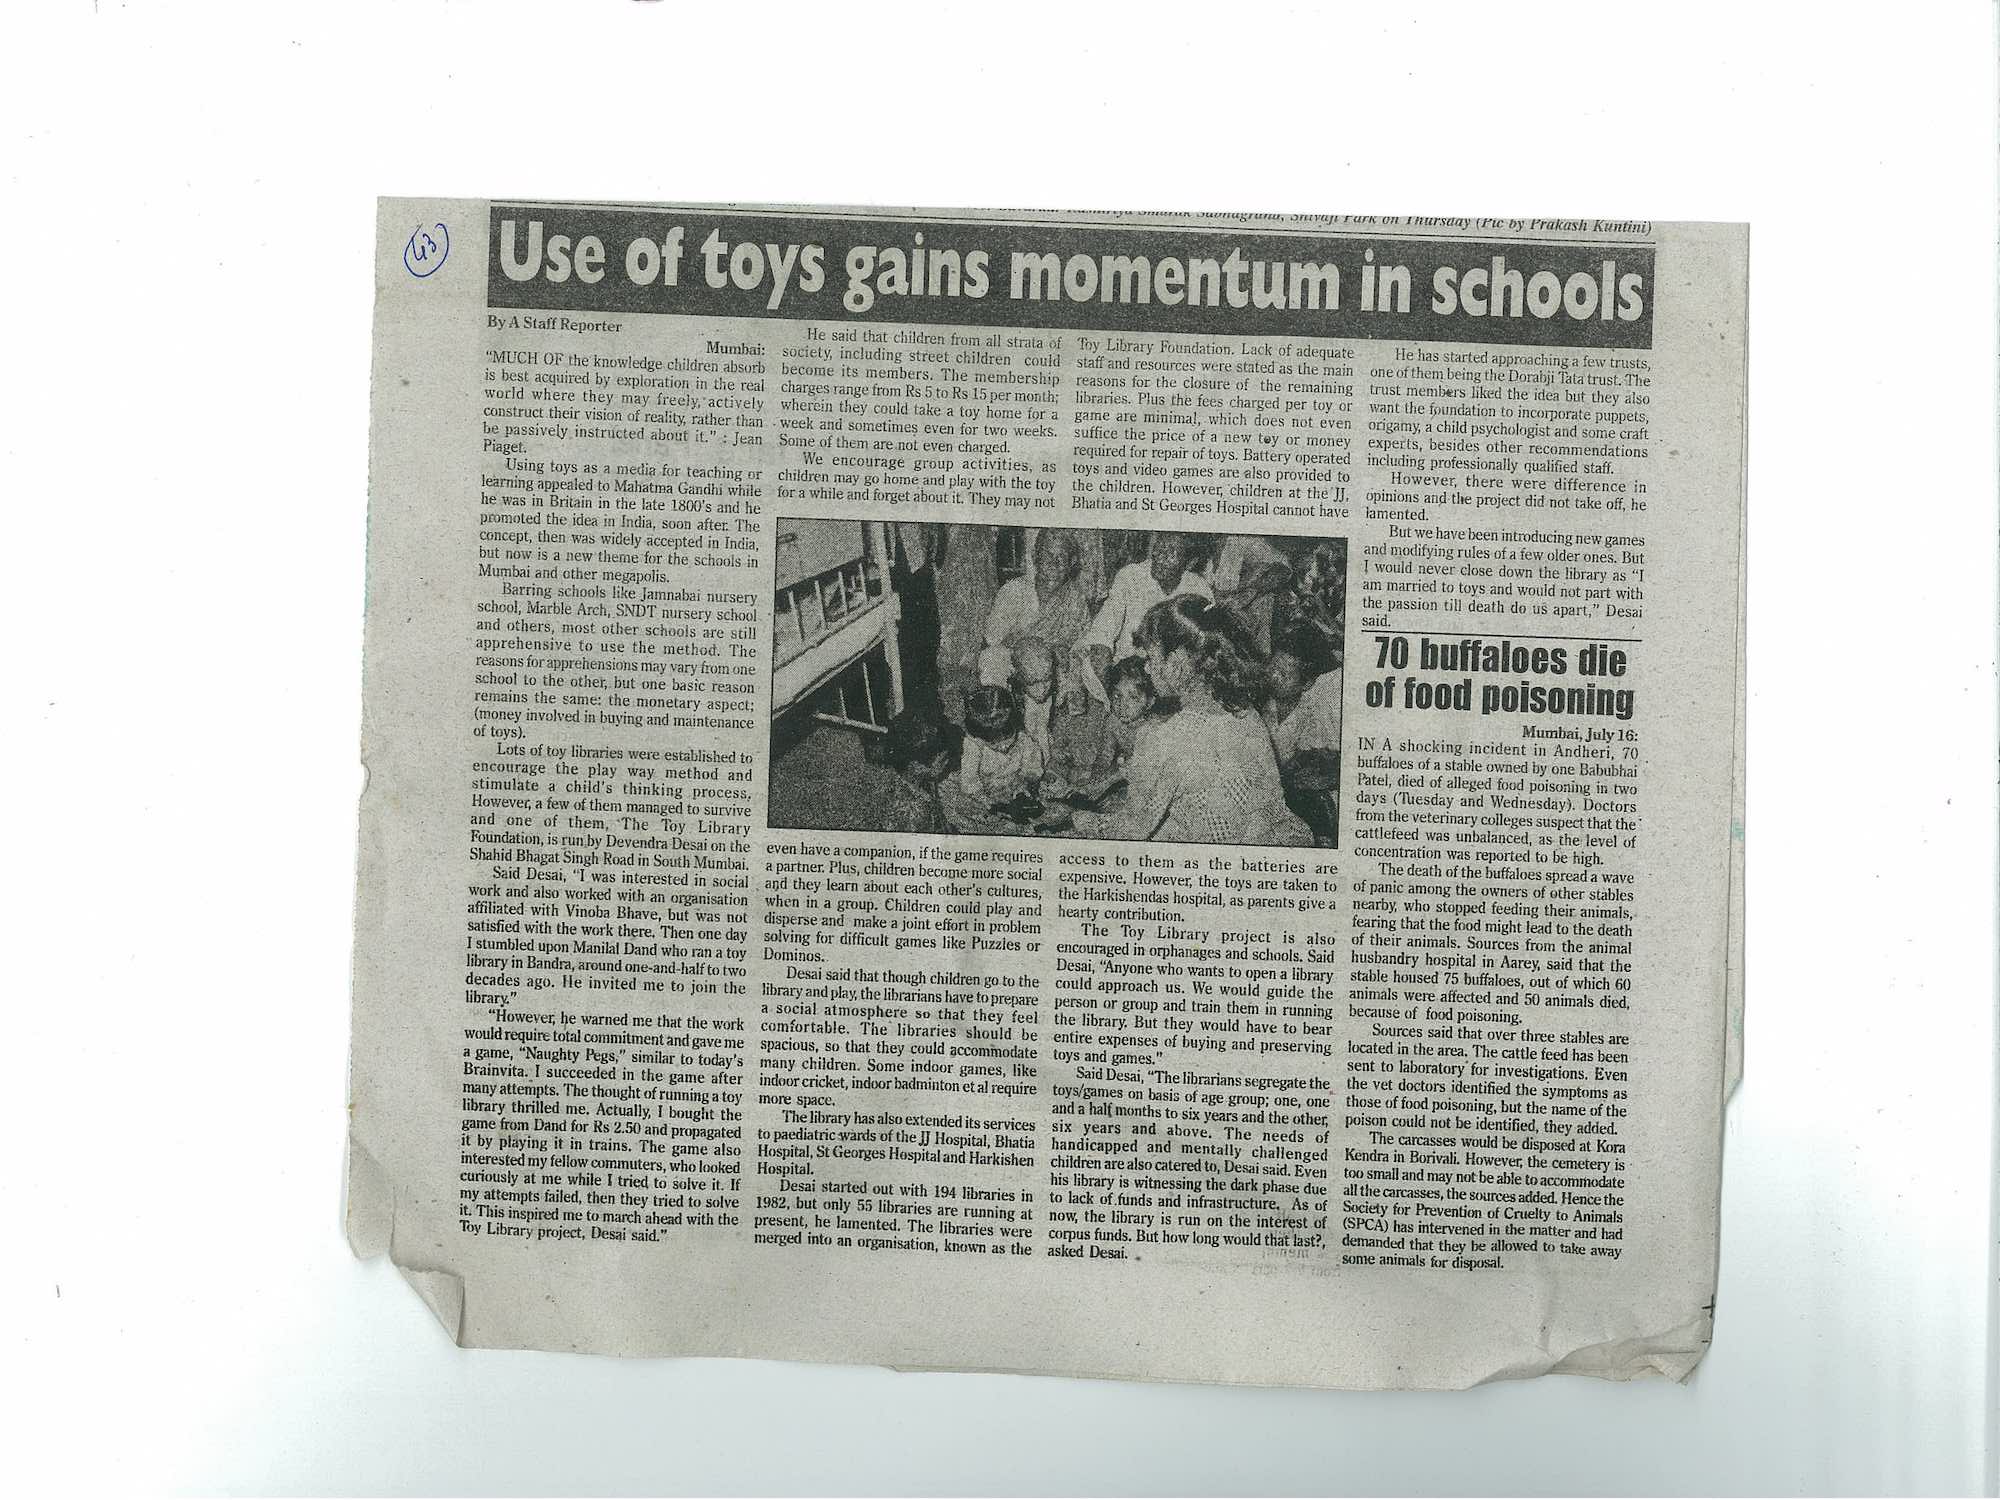 43
Smarak Sabhagraha, Shivaji Park on Thursday (Pic by Prakash Kuntini)
Use of toys gains momentum in schools
By A Staff Reporter
Mumbai:
"MUCH OF the knowledge children absorb
is best acquired by exploration in the real
world where they may freely, actively
construct their vision of reality, rather than
be passively instructed about it." : Jean
Piaget.
Using toys as a media for teaching or
learning appealed to Mahatma Gandhi while
he was in Britain in the late 1800's and he
promoted the idea in India, soon after. The
concept, then was widely accepted in India,
but now is a new theme for the schools in
Mumbai and other megapolis.
Barring schools like Jamnabai nursery
school, Marble Arch, SNDT nursery school
and others, most other schools are still
apprehensive to use the method. The
reasons for apprehensions may vary from one
school to the other, but one basic reason
remains the same: the monetary aspect;
(money involved in buying and maintenance
of toys).
Lots of toy libraries were established to
encourage the play way method and
stimulate a child's thinking process.
However, a few of them managed to survive
and one of them, 'The Toy Library
Foundation, is run by Devendra Desai on the
Shahid Bhagat Singh Road in South Mumbai.
Said Desai, "I was interested in social
work and also worked with an organisation
affiliated with Vinoba Bhave, but was not
satisfied with the work there. Then one day
I stumbled upon Manilal Dand who ran a toy
library in Bandra, around one-and-half to two
decades ago. He invited me to join the
library."
"However, he warned me that the work
would require total commitment and gave me
a game, "Naughty Pegs," similar to today's
Brainvita. I succeeded in the game after
many attempts. The thought of running a toy
library thrilled me. Actually, I bought the
game from Dand for Rs 2.50 and propagated
it by playing it in trains. The game also
interested my fellow commuters, who looked
curiously at me while I tried to solve it. If
my attempts failed, then they tried to solve
it. This inspired me to march ahead with the
Toy Library project, Desai said."
He said that children from all strata of
society, including street children could
become its members. The membership
charges range from Rs 5 to Rs 15 per month;
wherein they could take a toy home for a
week and sometimes even for two weeks.
Some of them are not even charged.
We encourage group activities, as
children may go home and play with the toy
for a while and forget about it. They may not
even have a companion, if the game requires
a partner. Plus, children become more social
and they learn about each other's cultures,
when in a group. Children could play and
disperse and make a joint effort in problem
solving for difficult games like Puzzles or
Dominos.
Desai said that though children go to the
library and play, the librarians have to prepare
a social atmosphere so that they feel
comfortable. The libraries should be
spacious, so that they could accommodate
many children. Some indoor games, like
indoor cricket, indoor badminton et al require
more space.
The library has also extended its services
to paediatric wards of the JJ Hospital, Bhatia
Hospital, St Georges Hospital and Harkishen
Hospital.
Desai started out with 194 libraries in
1982, but only 55 libraries are running at
present, he lamented. The libraries were
merged into an organisation, known as the
Toy Library Foundation. Lack of adequate
staff and resources were stated as the main
reasons for the closure of the remaining
libraries. Plus the fees charged per toy or
game are minimal, which does not even
suffice the price of a new toy or money
required for repair of toys. Battery operated
toys and video games are also provided to
the children. However, children at the JJ,
Bhatia and St Georges Hospital cannot have
access to them as the batteries are
expensive. However, the toys are taken to
the Harkishendas hospital, as parents give a
hearty contribution.
The Toy Library project is also
encouraged in orphanages and schools. Said
Desai, "Anyone who wants to open a library
could approach us. We would guide the
person or group and train them in running
the library. But they would have to bear
entire expenses of buying and preserving
toys and games."
Said Desai, "The librarians segregate the
toys/games on basis of age group; one, one
and a half months to six years and the other,
six years and above. The needs of
handicapped and mentally challenged
children are also catered to, Desai said. Even
his library is witnessing the dark phase due
to lack of funds and infrastructure. As of
now, the library is run on the interest of
corpus funds. But how long would that last?,
asked Desai.
He has started approaching a few trusts,
one of them being the Dorabji Tata trust. The
trust members liked the idea but they also
want the foundation to incorporate puppets,
origamy, a child psychologist and some craft
experts, besides other recommendations
including professionally qualified staff.
However, there were difference in
opinions and the project did not take off, he
lamented.
But we have been introducing new games
and modifying rules of a few older ones. But
I would never close down the library as "I
am married to toys and would not part with
the passion till death do us apart," Desai
said.
70 buffaloes die
of food poisoning
Mumbai, July 16:
IN A shocking incident in Andheri, 70
buffaloes of a stable owned by one Babubhai
Patel, died of alleged food poisoning in two
days (Tuesday and Wednesday). Doctors
from the veterinary colleges suspect that the
cattlefeed was unbalanced, as the level of
concentration was reported to be high.
The death of the buffaloes spread a wave
of panic among the owners of other stables
nearby, who stopped feeding their animals,
fearing that the food might lead to the death
of their animals. Sources from the animal
husbandry hospital in Aarey, said that the
stable housed 75 buffaloes, out of which 60
animals were affected and 50 animals died,
because of food poisoning.
Sources said that over three stables are
located in the area. The cattle feed has been
sent to laboratory for investigations. Even
the vet doctors identified the symptoms as
those of food poisoning, but the name of the
poison could not be identified, they added.
The carcasses would be disposed at Kora
Kendra in Borivali. However, the cemetery is
too small and may not be able to accommodate
all the carcasses, the sources added. Hence the
Society for Prevention of Cruelty to Animals
(SPCA) has intervened in the matter and had
demanded that they be allowed to take away
some animals for disposal.